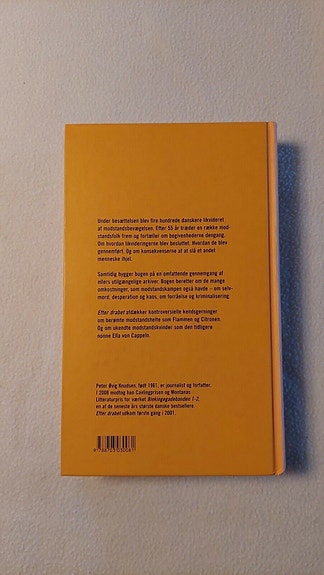 Under besættelsen blev fire hundrede danskere likvideret
af modstandsbevægelsen. Efter 55 år træder en række mod-
standsfolk frem og fortæller om begivenhederne dengang.
Om hvordan likvideringerne blev besluttet. Hvordan de blev
gennemført. Og om konsekvenserne af at slå et andet
menneske ihjel.
Samtidig bygger bogen på en omfattende gennemgang af
ellers utilgængelige arkiver. Bogen beretter om de mange
omkostninger, som modstandskampen også havde – om selv-
mord, desperation og kaos, om forræelse og kriminalisering.
Efter drabet afdækker kontroversielle kendsgerninger
om berømte modstandshelte som Flammen og Citronen.
Og om ukendte modstandskvinder som den tidligere
nonne Ella von Cappeln.
Peter Øvig Knudsen, født 1961, er journalist og forfatter.
I 2008 modtog han Cavlingprisen og Montanas
Litteraturpris for værket Blekingegadebanden 1-2,
en af de seneste års største danske bestsellere.
Efter drabet udkom første gang i 2001.